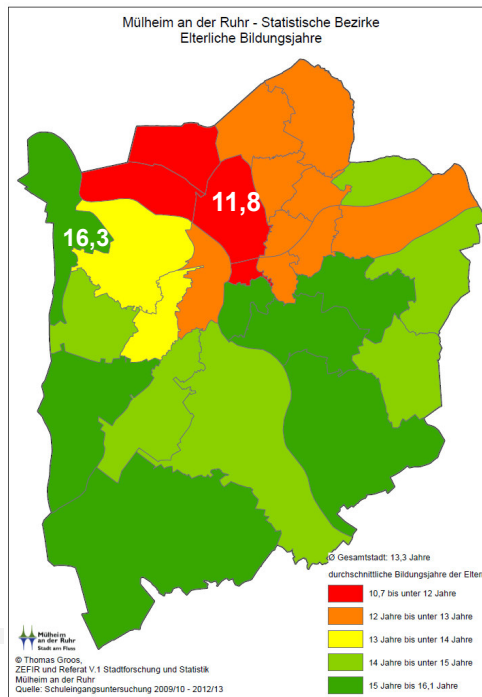 Mülheim an der Ruhr - Statistische Bezirke
Elterliche Bildungsjahre
11,8
16,3
Ø Gesamtstadt: 13,3 Jahre
durchschnittliche Bildungsjahre der Elter
10,7 bis unter 12 Jahre
12 Jahre bis unter 13 Jahre
13 Jahre bis unter 14 Jahre
14 Jahre bis unter 15 Jahre
15 Jahre bis 16,1 Jahre
Mülheim
an der Ruhr
Stadt am Fluss
© Thomas Groos,
ZEFIR und Referat V.1 Stadtforschung und Statistik
Mülheim an der Ruhr
Quelle: Schuleingangsuntersuchung 2009/10 - 2012/13